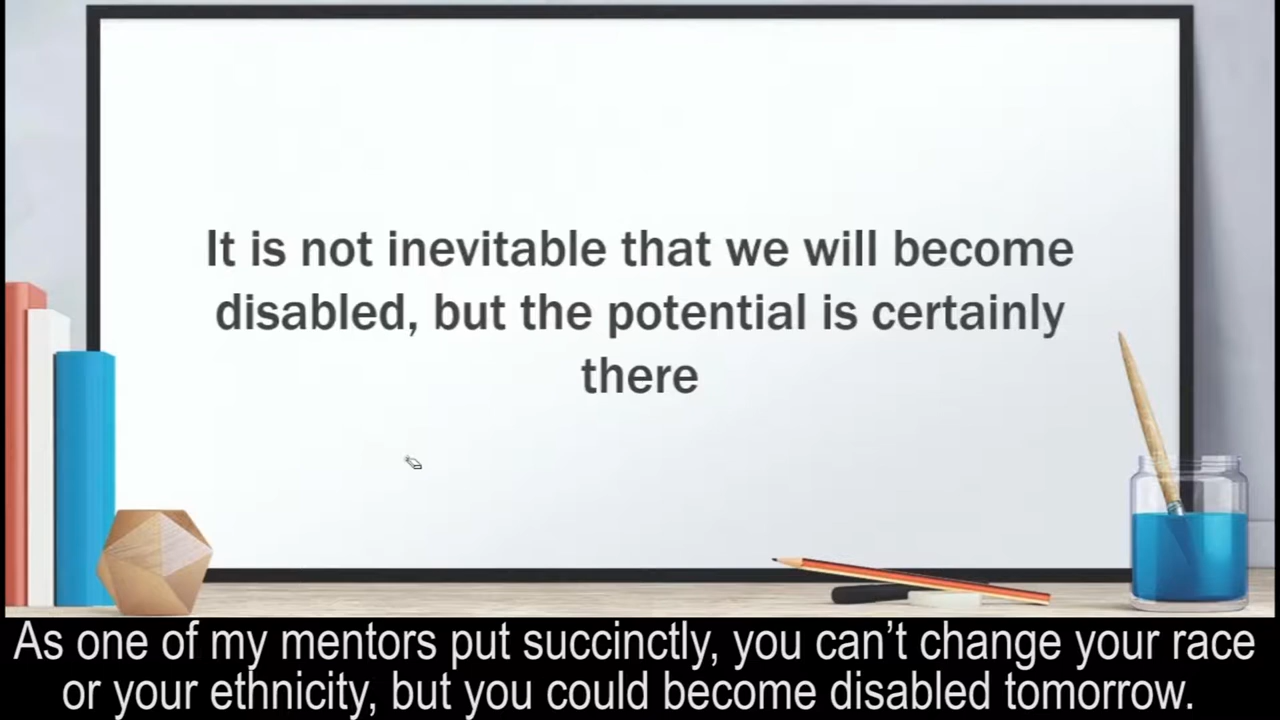 It is not inevitable that we will become
disabled, but the potential is certainly
there
As one of my mentors put succinctly, you can’t change your race
or your ethnicity, but you could become disabled tomorrow.